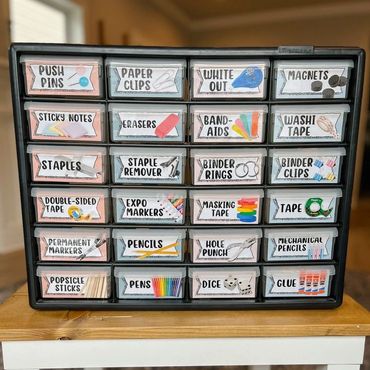 PUSH
PINS
PAPER
CLIPS
WHITE
OUT
MAGNETS
STICKY NOTES
ERASERS
BAND-
AIDS
WASHI
TAPE
STAPLES
STAPLE
REMOVER
BINDER
RINGS
BINDER
CLIPS
DOUBLE-SIDED
TAPE
EXPO
MARKERS
MASKING
TAPE
TAPE
PERMANENT
MARKERS
PENCILS
HOLE
PUNCH
MECHANICAL
PENCILS
POPSICLE
STICKS
PENS
DICE
GLUE